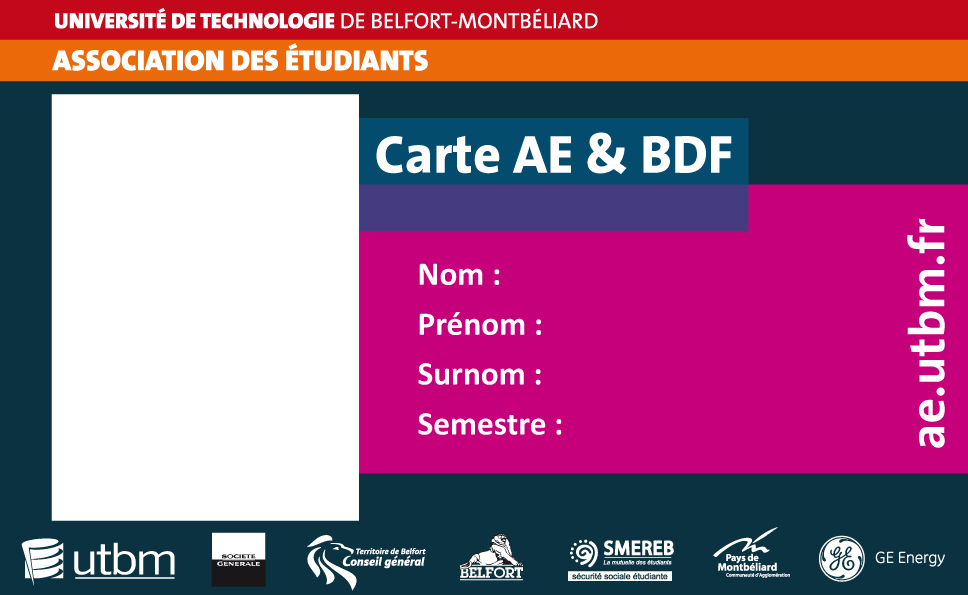 UNIVERSITÉ DE TECHNOLOGIE DE BELFORT-MONTBÉLIARD
ASSOCIATION DES ÉTUDIANTS
Carte AE & BDF
Nom :
Prénom :
Surnom :
Semestre :
ae.utbm.fr
utbm
SOCIETE
GENERALE
Territoire de Belfort
Conseil général
BELFORT
SMEREB
La mutuelle des étudiants
sécurité sociale étudiante
Pays de
Montbéliard
Communauté d'Agglomération
GE
GE Energy